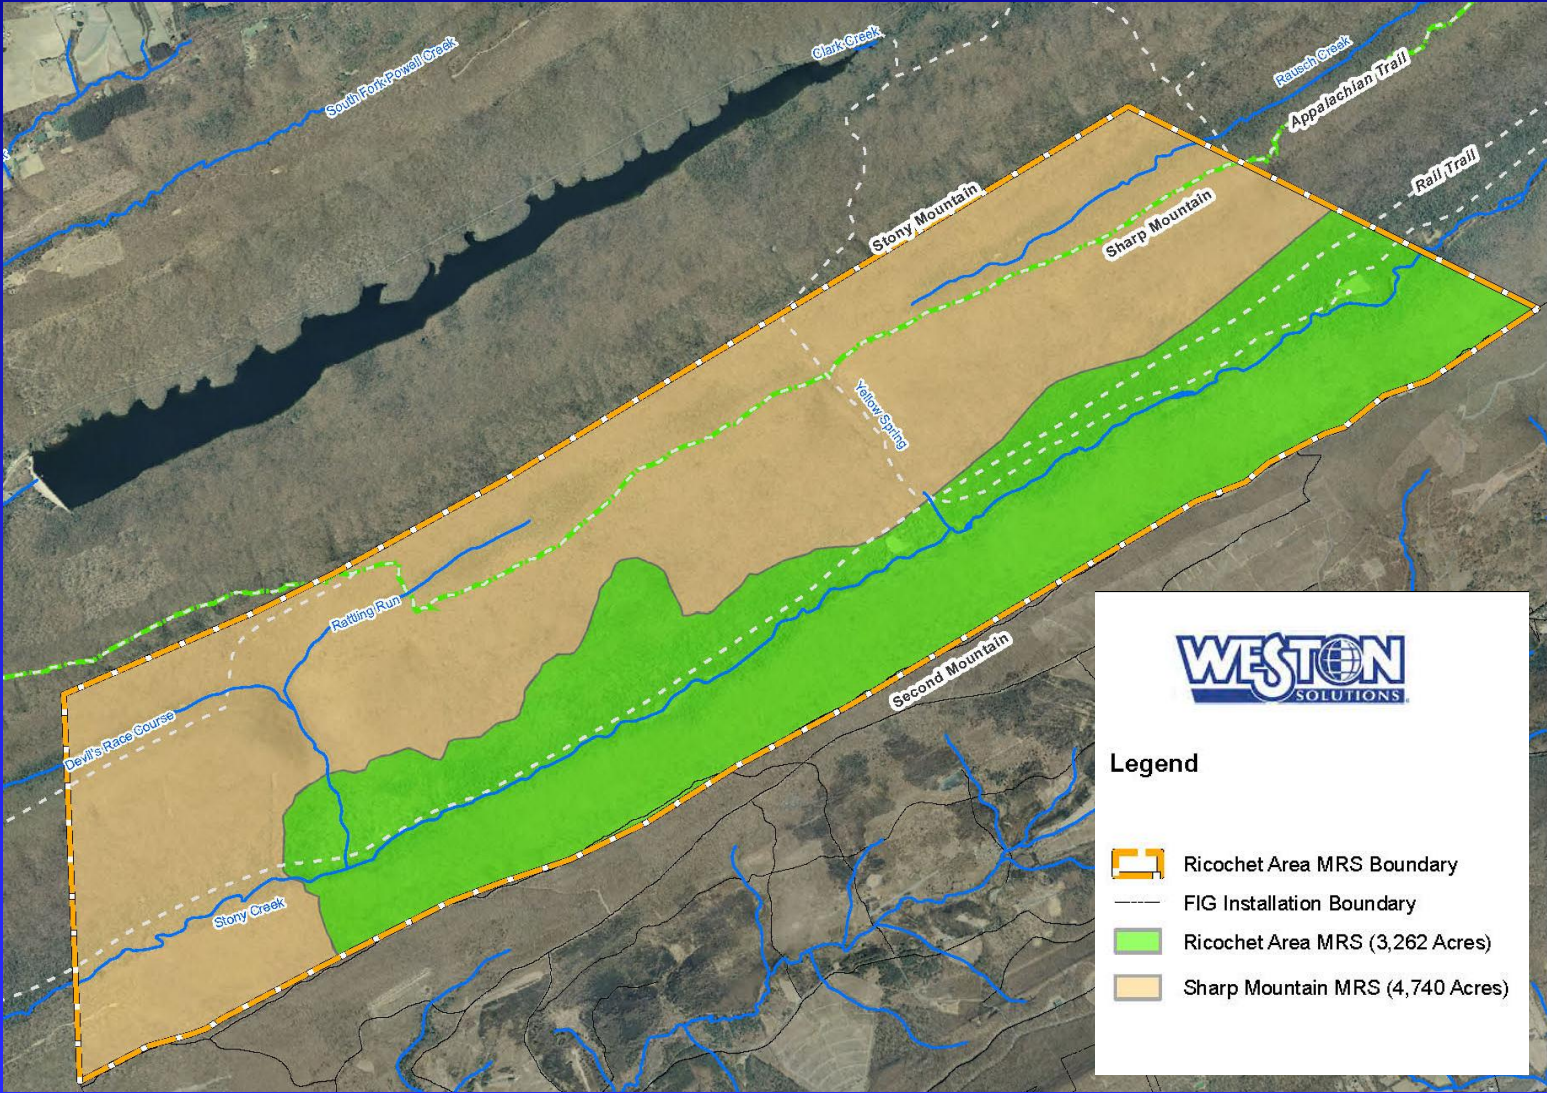 South Fork Powell Creek
Clark Creek
Rausch Creek
Appalachian Trail
Rail Trail
Stony Mountain
Sharp Mountain
Yellow Spring
Rattling Run
Devil's Race Course
Second Mountain
Stony Creek
WESTON
SOLUTIONS
Legend
Ricochet Area MRS Boundary
FIG Installation Boundary
Ricochet Area MRS (3,262 Acres)
Sharp Mountain MRS (4,740 Acres)